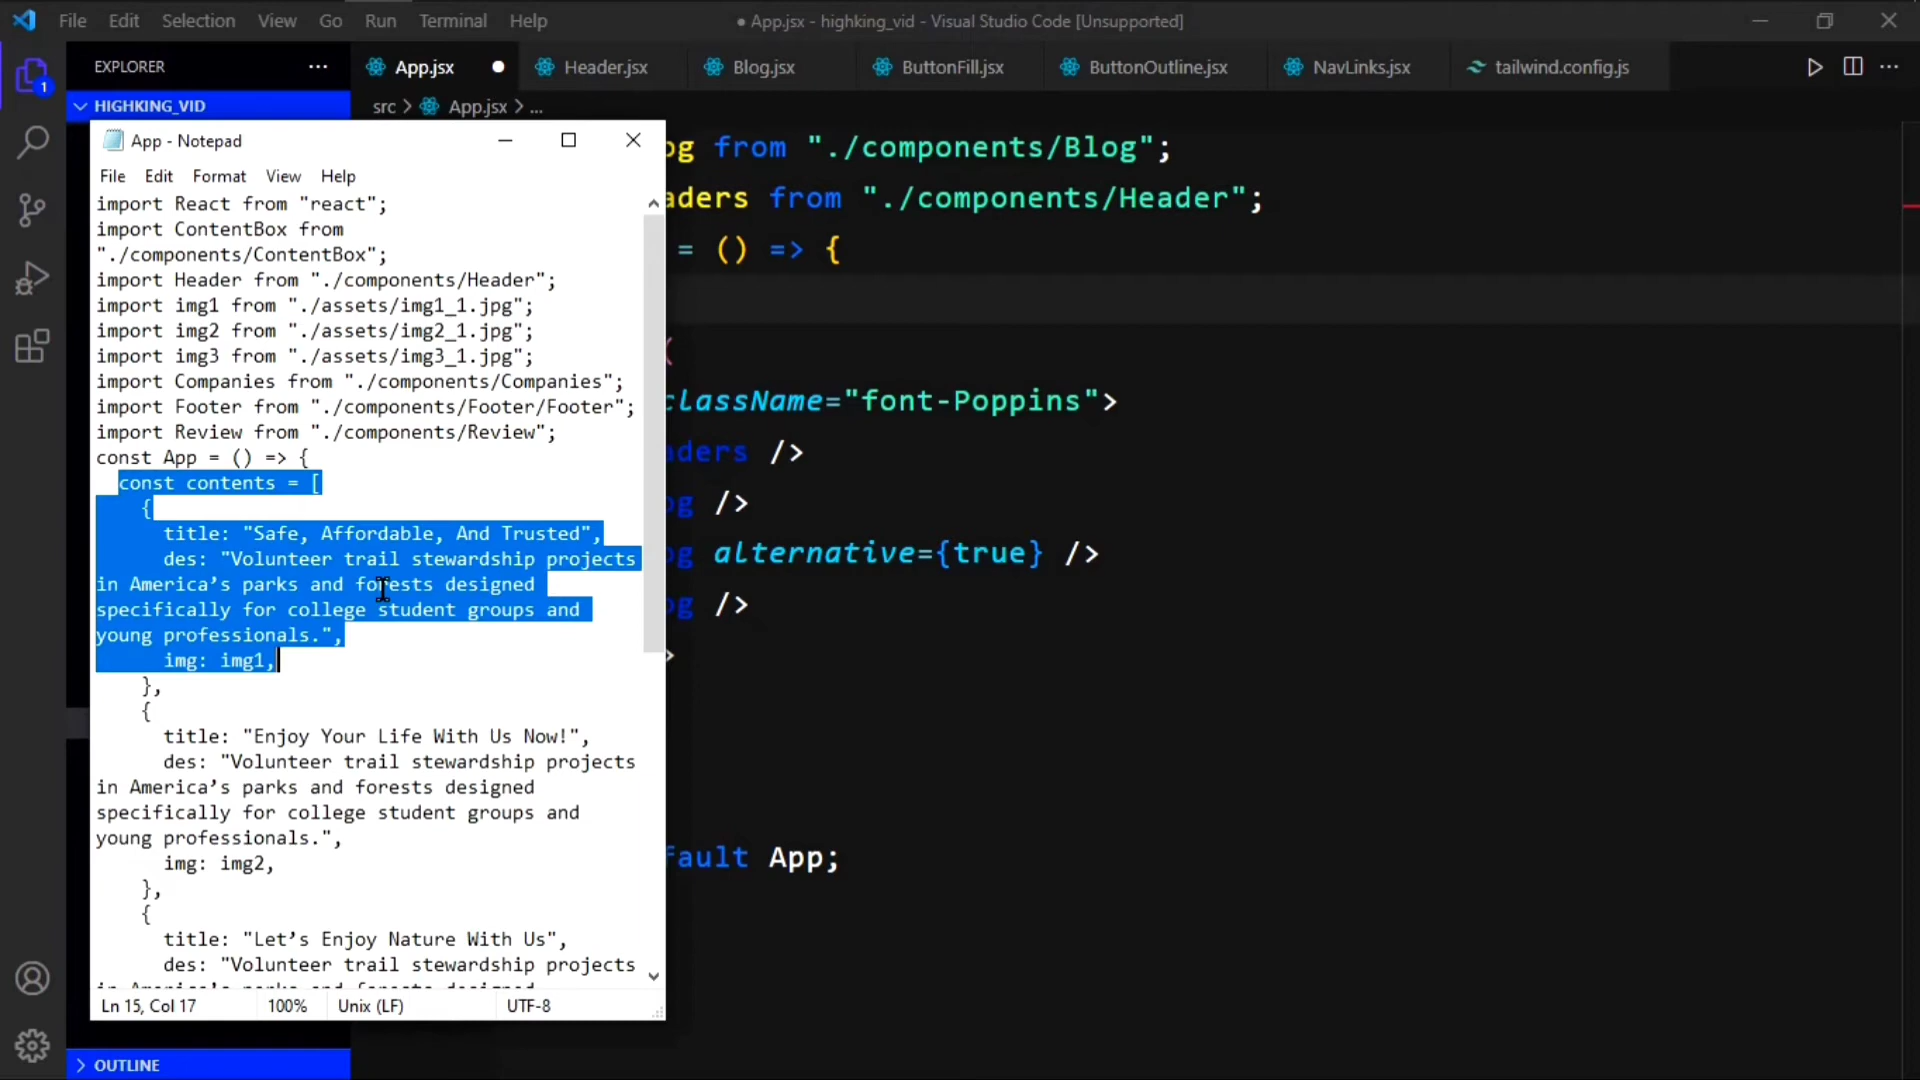 File Edit Selection View Go Run Terminal Help
● App.jsx - highking_vid - Visual Studio Code [Unsupported]
EXPLORER
App.jsx
Header.jsx
Blog.jsx
ButtonFill.jsx
ButtonOutline.jsx
NavLinks.jsx
tailwind.config.js
1
HIGHKING_VID
src > App.jsx > ...
App - Notepad
File Edit Format View Help
import React from "react";
import ContentBox from
"./components/ContentBox";
import Header from "./components/Header";
import img1 from "./assets/img1_1.jpg";
import img2 from "./assets/img2_1.jpg";
import img3 from "./assets/img3_1.jpg";
import Companies from "./components/Companies";
import Footer from "./components/Footer/Footer";
import Review from "./components/Review";
const App = () => {
const contents = [
{
title: "Safe, Affordable, And Trusted",
des: "Volunteer trail stewardship projects
in America’s parks and forests designed
specifically for college student groups and
young professionals.",
img: img1,
},
{
title: "Enjoy Your Life With Us Now!",
des: "Volunteer trail stewardship projects
in America’s parks and forests designed
specifically for college student groups and
young professionals.",
img: img2,
},
{
title: "Let’s Enjoy Nature With Us",
des: "Volunteer trail stewardship projects
Ln 15, Col 17
100%
Unix (LF)
UTF-8
og from "./components/Blog";
aders from "./components/Header";
= () => {
(
className="font-Poppins">
aders />
og />
og alternative={true} />
og />
>
fault App;
OUTLINE